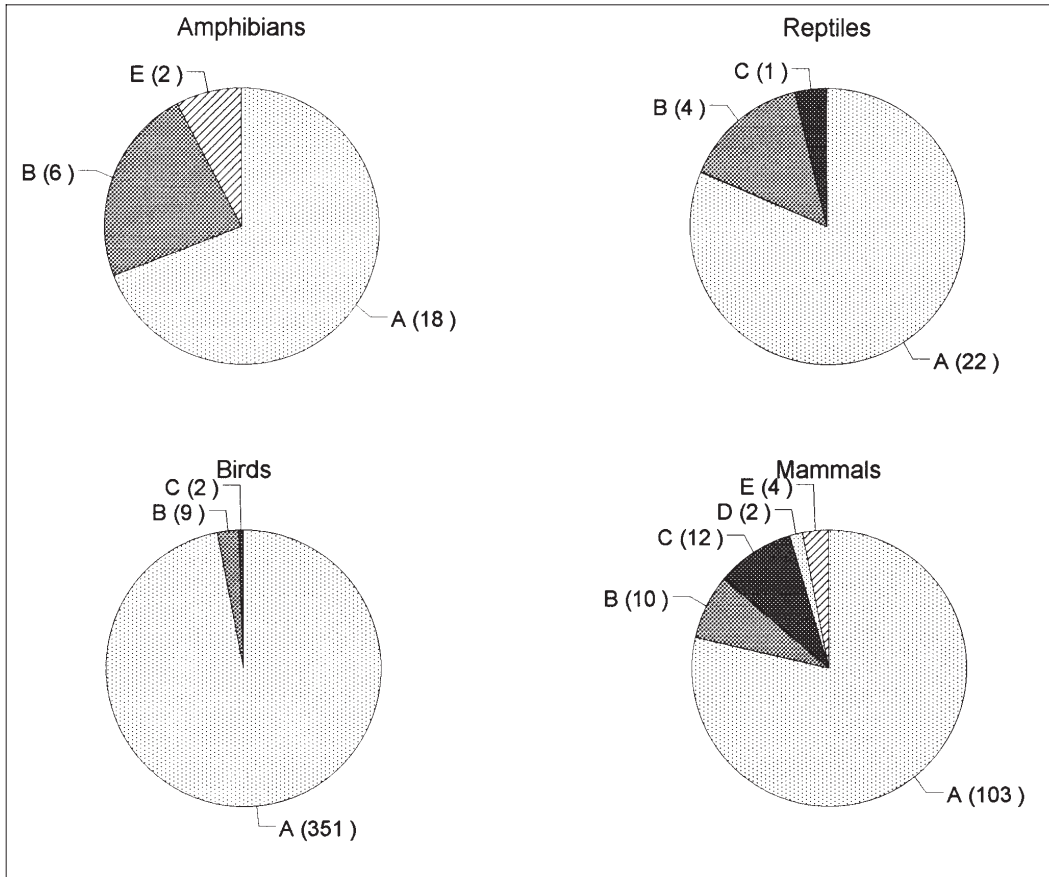 Amphibians
E (2 )
B (6 )
A (18 )
Reptiles
C (1 )
B (4 )
A (22 )
Birds
C (2 )
B (9 )
A (351 )
Mammals
E (4 )
D (2 )
C (12 )
B (10 )
A (103 )